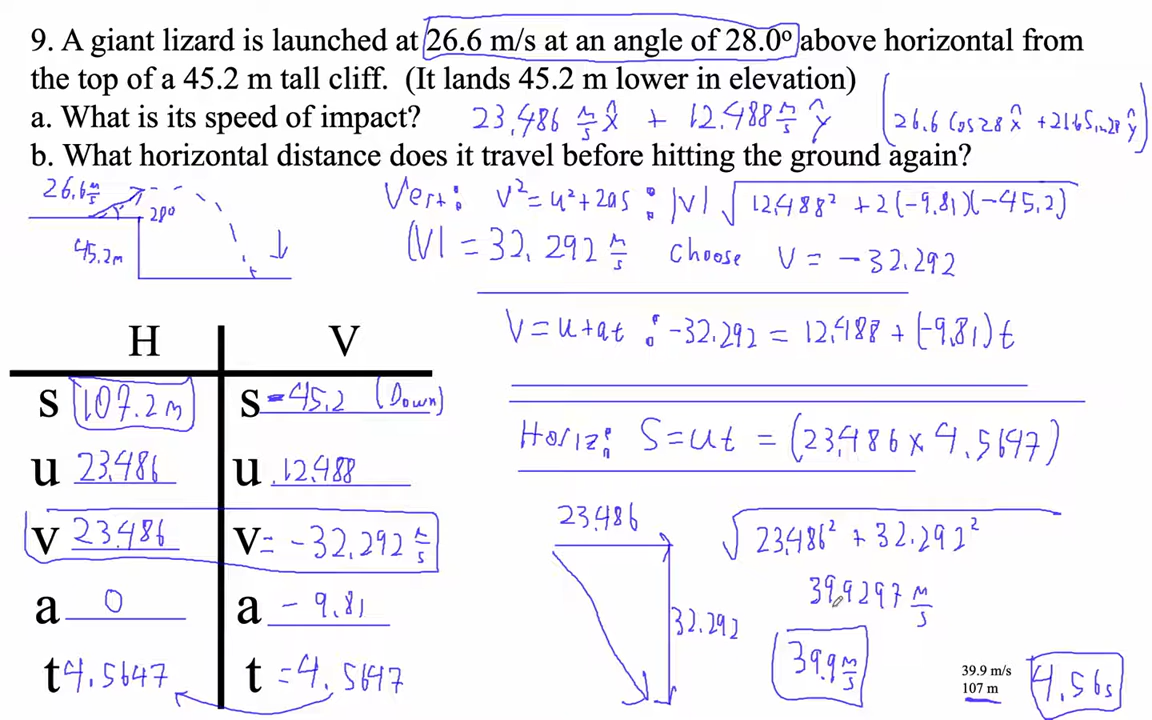 9. A giant lizard is launched at 26.6 m/s at an angle of 28.0º above horizontal from
the top of a 45.2 m tall cliff.  (It lands 45.2 m lower in elevation)
a. What is its speed of impact? 23.486 m/s x̂ + 12.488 m/s ŷ (26.6 Cos28 x̂ + 26.6 Sin28 ŷ)
b. What horizontal distance does it travel before hitting the ground again?
26.6 m/s
28º
45.2m
Vert: V² = u² + 2as : |V| √12.488² + 2(-9.81)(-45.2)
|V| = 32.292 m/s choose V = -32.292
V = u + at : -32.292 = 12.488 + (-9.81)t
Horiz: S = ut = (23.486 x 4.5647)
H V
s 107.2m s = -45.2 (Down)
u 23.486 u 12.488
v 23.486 v = -32.292 m/s
a 0 a -9.81
t 4.5647 t = 4.5647
23.486
32.292
√23.486² + 32.292²
39.9297 m/s
39.9 m/s
39.9 m/s
107 m
4.56s